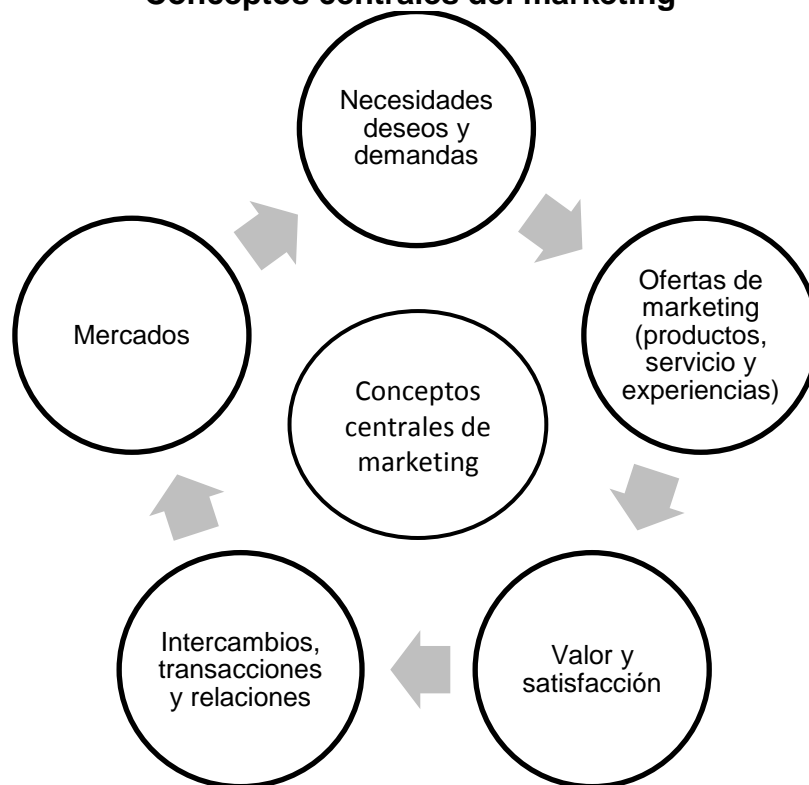 Conceptos centrales del marketing
Necesidades
deseos y
demandas
Ofertas de
marketing
(productos,
servicio y
experiencias)
Valor y
satisfacción
Intercambios,
transacciones
y relaciones
Mercados
Conceptos
centrales de
marketing